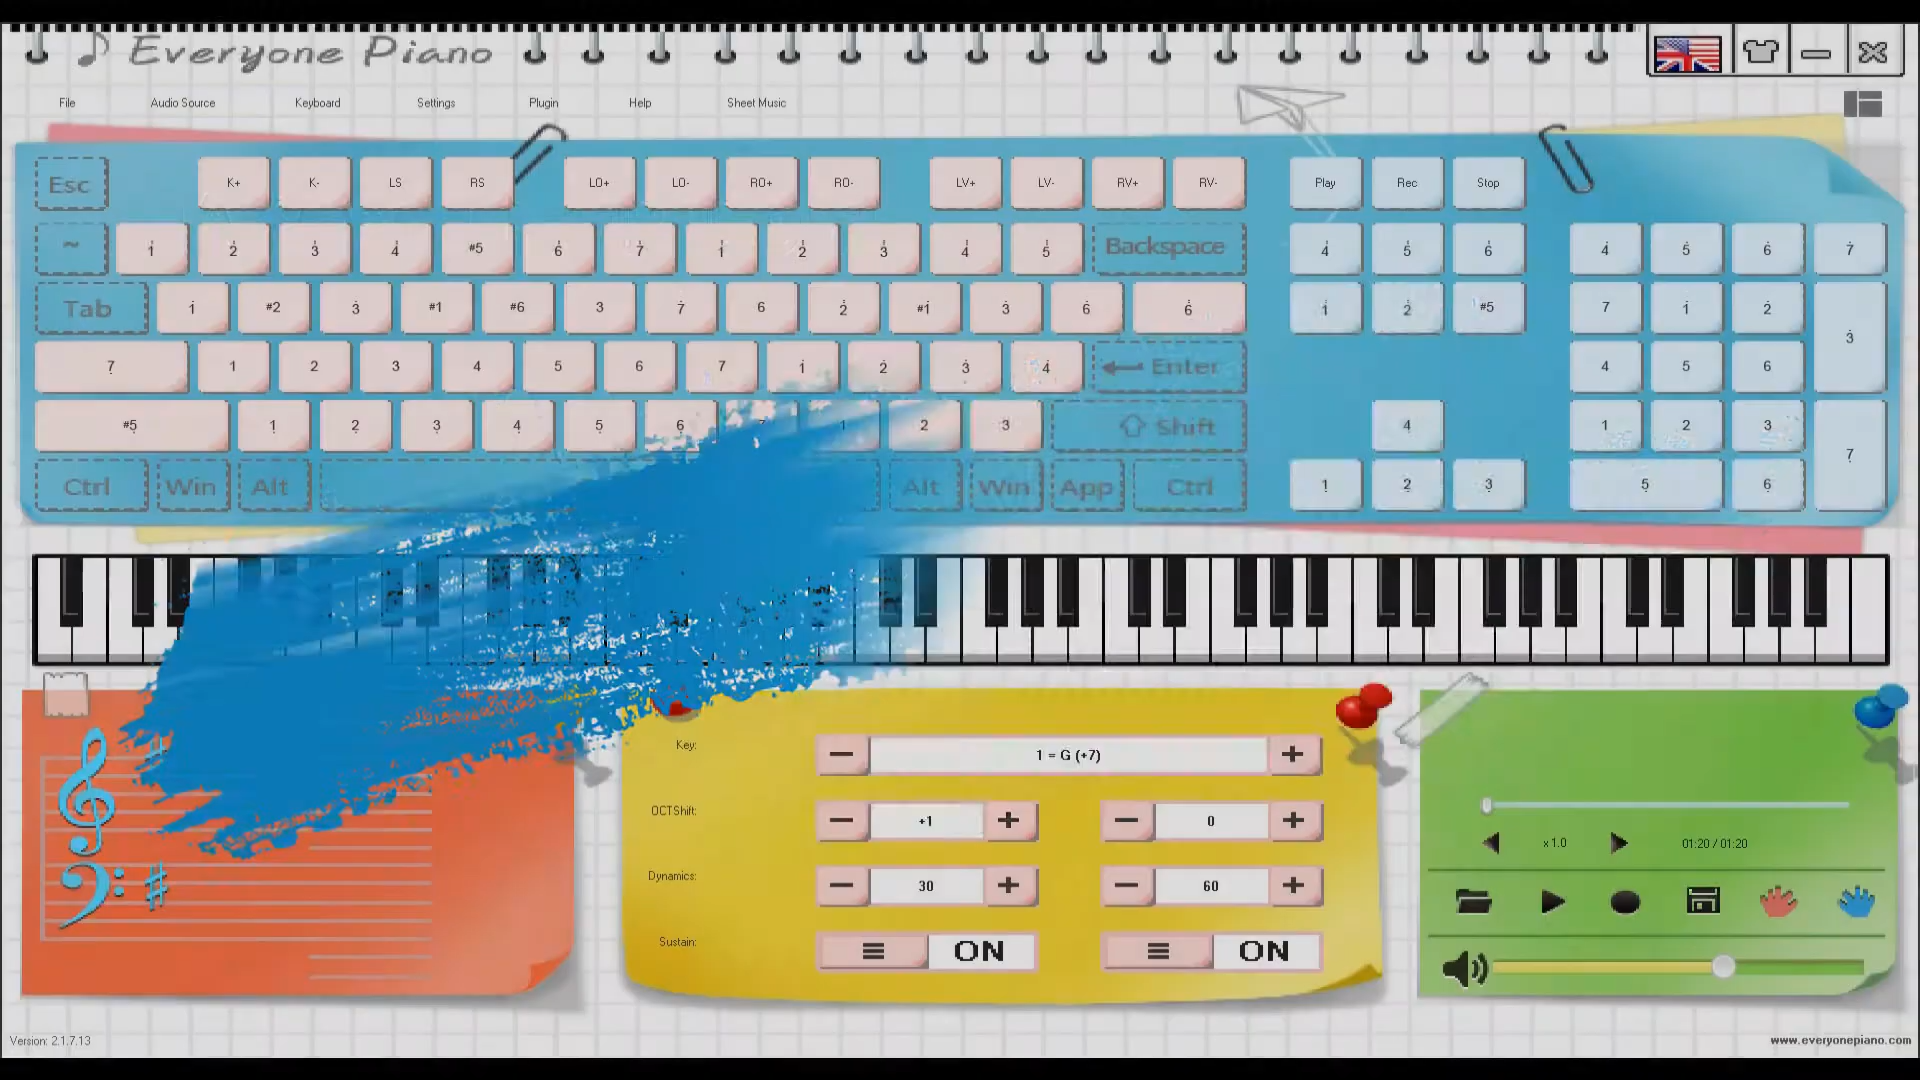 Everyone Piano
File Audio Source Keyboard Settings Plugin Help Sheet Music
Esc K+ K- LS RS LO+ LO- RO+ RO- LV+ LV- RV+ RV- Play Rec Stop
~ 1 2 3 4 #5 6 7 1 2 3 4 5 Backspace 4 5 6 4 5 6 7
Tab 1 #2 3 #1 #6 3 7 6 2 #1 3 6 6 1 2 #5 7 1 2 3
7 1 2 3 4 5 6 7 1 2 3 4 Enter 4 5 6
#5 1 2 3 4 5 6 1 2 3 Shift 4 1 2 3 7
Ctrl Win Alt Alt Win App Ctrl 1 2 3 5 6
Key: 1 = G (+7)
OCTShift: +1 0
Dynamics: 30 60
Sustain: ON ON
x1.0 01:20 / 01:20
Version: 2.1.7.13
www.everyonepiano.com